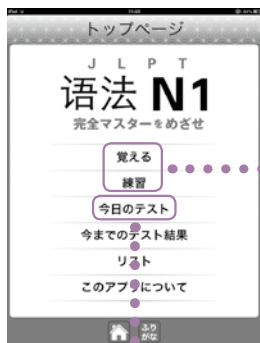 トップページ
JLPT
语法 N1
完全マスターをめざせ
覚える
練習
今日のテスト
今までのテスト結果
リスト
このアプリについて
ふり
がな